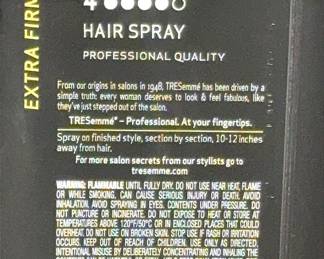 EXTRA FIRM
4
HAIR SPRAY
PROFESSIONAL QUALITY
From our origins in salons in 1948, TRESemmé has been driven by a
simple truth: every woman deserves to look & feel fabulous, like
they've just stepped out of the salon.
TRESemmé® – Professional. At your fingertips.
Spray on finished style, section by section, 10-12 inches
away from hair.
For more salon secrets from our stylists go to
tresemme.com
WARNING: FLAMMABLE UNTIL FULLY DRY. DO NOT USE NEAR HEAT, FLAME
OR WHILE SMOKING. CAN CAUSE SERIOUS INJURY OR DEATH. AVOID
INHALATION. AVOID SPRAYING IN EYES. CONTENTS UNDER PRESSURE. DO
NOT PUNCTURE OR INCINERATE. DO NOT EXPOSE TO HEAT OR STORE AT
TEMPERATURES ABOVE 120°F/50°C OR IN ENCLOSED PLACES THAT COULD
OVERHEAT. DO NOT USE ON BROKEN SKIN. STOP USE IF RASH OR IRRITATION
OCCURS. KEEP OUT OF REACH OF CHILDREN. USE ONLY AS DIRECTED.
INTENTIONAL MISUSE BY DELIBERATELY CONCENTRATING AND INHALING THE